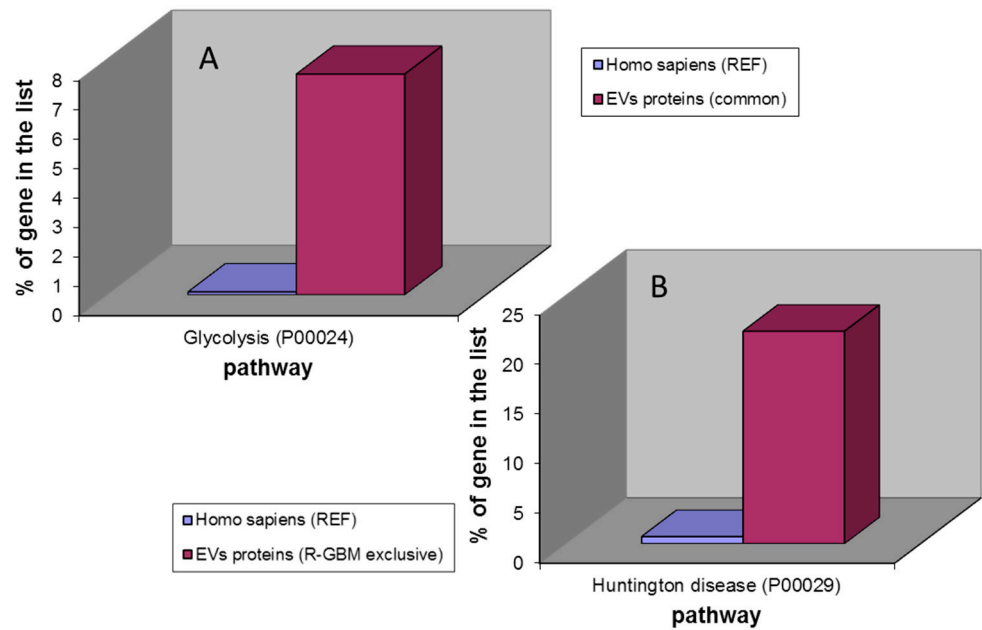 A
% of gene in the list
8
7
6
5
4
3
2
1
0
Glycolysis (P00024)
pathway
Homo sapiens (REF)
EVs proteins (common)
B
% of gene in the list
25
20
15
10
5
0
Huntington disease (P00029)
pathway
Homo sapiens (REF)
EVs proteins (R-GBM exclusive)